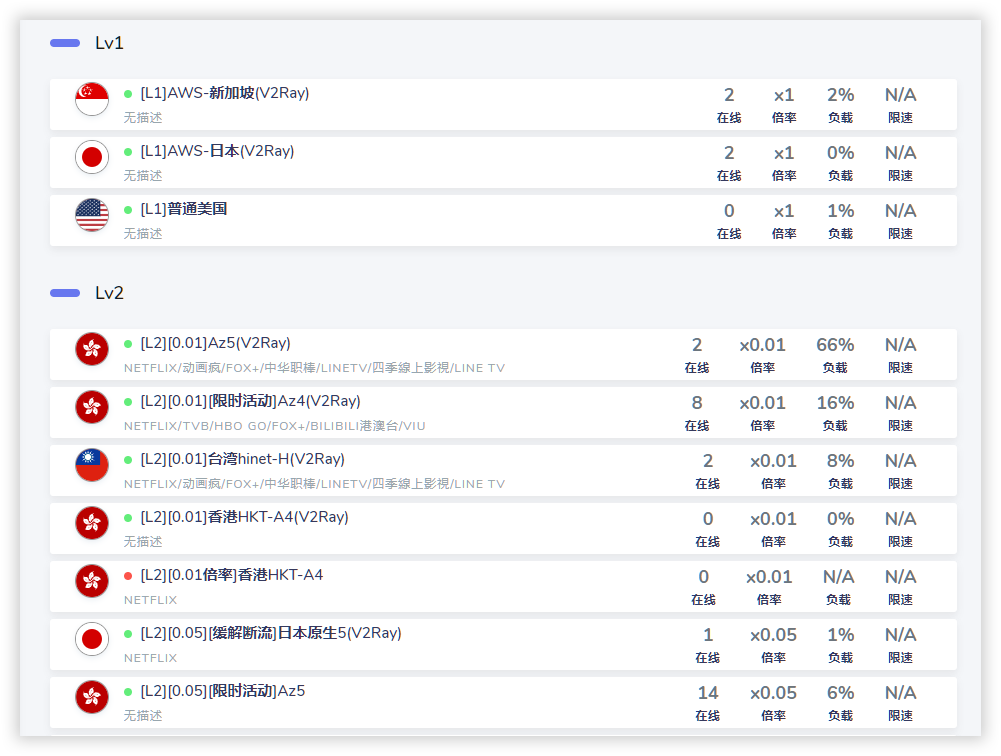 Lv1
[L1]AWS-新加坡(V2Ray) 2 x1 2% N/A
无描述 在线 倍率 负载 限速
[L1]AWS-日本(V2Ray) 2 x1 0% N/A
无描述 在线 倍率 负载 限速
[L1]普通美国 0 x1 1% N/A
无描述 在线 倍率 负载 限速
Lv2
[L2][0.01]Az5(V2Ray) 2 x0.01 66% N/A
NETFLIX/动画疯/FOX+/中华职棒/LINETV/四季線上影視/LINE TV 在线 倍率 负载 限速
[L2][0.01][限时活动]Az4(V2Ray) 8 x0.01 16% N/A
NETFLIX/TVB/HBO GO/FOX+/BILIBILI港澳台/VIU 在线 倍率 负载 限速
[L2][0.01]台湾hinet-H(V2Ray) 2 x0.01 8% N/A
NETFLIX/动画疯/FOX+/中华职棒/LINETV/四季線上影視/LINE TV 在线 倍率 负载 限速
[L2][0.01]香港HKT-A4(V2Ray) 0 x0.01 0% N/A
无描述 在线 倍率 负载 限速
[L2][0.01倍率]香港HKT-A4 0 x0.01 N/A N/A
NETFLIX 在线 倍率 负载 限速
[L2][0.05][缓解断流]日本原生5(V2Ray) 1 x0.05 1% N/A
NETFLIX 在线 倍率 负载 限速
[L2][0.05][限时活动]Az5 14 x0.05 6% N/A
无描述 在线 倍率 负载 限速